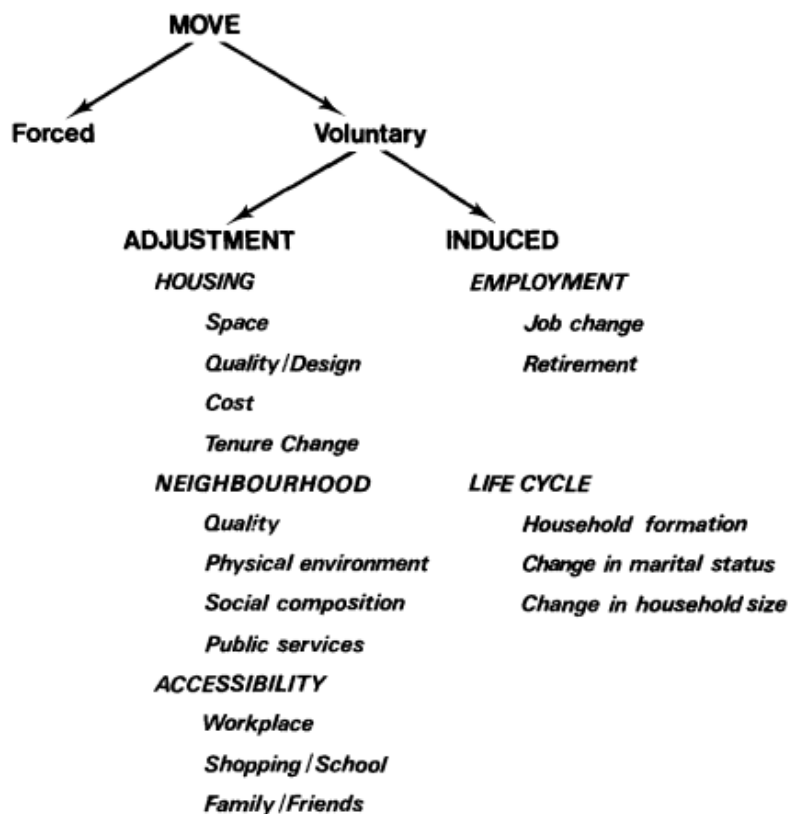 MOVE
Forced Voluntary
ADJUSTMENT INDUCED
HOUSING EMPLOYMENT
Space Job change
Quality/Design Retirement
Cost
Tenure Change
NEIGHBOURHOOD LIFE CYCLE
Quality Household formation
Physical environment Change in marital status
Social composition Change in household size
Public services
ACCESSIBILITY
Workplace
Shopping/School
Family/Friends